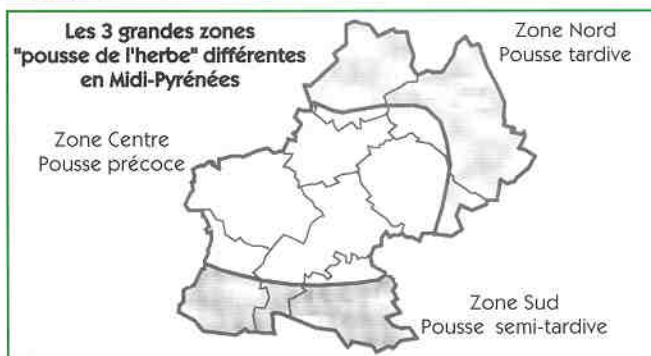 Les 3 grandes zones
"pousse de l'herbe" différentes
en Midi-Pyrénées
Zone Nord
Pousse tardive
Zone Centre
Pousse précoce
Zone Sud
Pousse semi-tardive